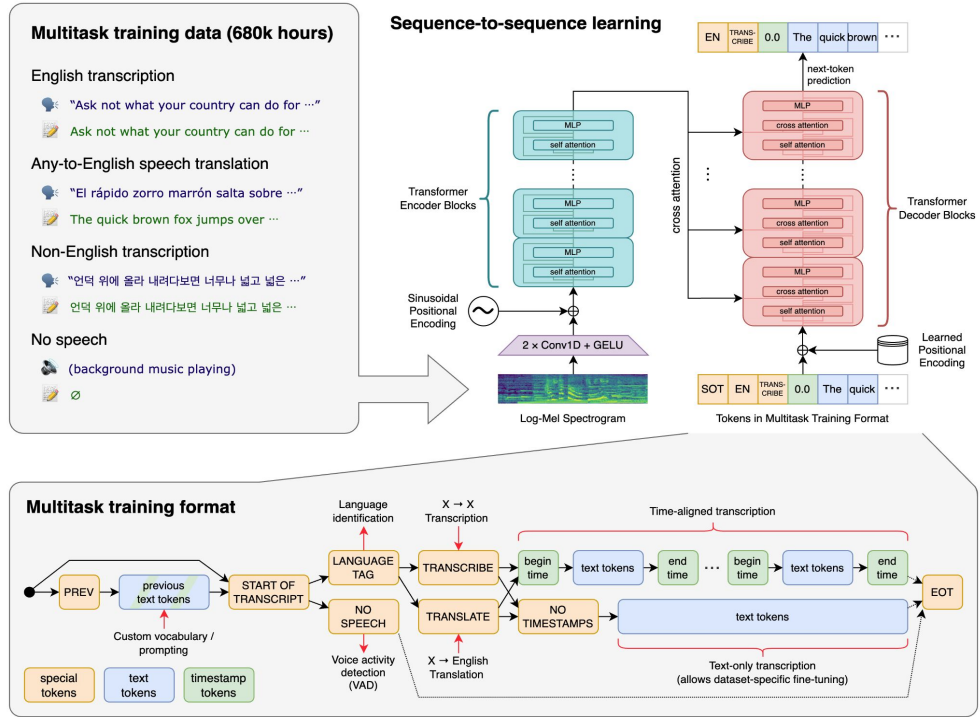 Multitask training data (680k hours)
English transcription
“Ask not what your country can do for ⋯”
Ask not what your country can do for ⋯
Any-to-English speech translation
“El rápido zorro marrón salta sobre ⋯”
The quick brown fox jumps over ⋯
Non-English transcription
“언덕 위에 올라 내려다보면 너무나 넓고 넓은 ⋯”
언덕 위에 올라 내려다보면 너무나 넓고 넓은 ⋯
No speech
(background music playing)
∅
Sequence-to-sequence learning
EN TRANS-CRIBE 0.0 The quick brown ⋯
next-token
prediction
MLP
self attention
MLP
self attention
MLP
self attention
Transformer
Encoder Blocks
cross attention
MLP
cross attention
self attention
MLP
cross attention
self attention
MLP
cross attention
self attention
Transformer
Decoder Blocks
Sinusoidal
Positional
Encoding
2 × Conv1D + GELU
Log-Mel Spectrogram
Learned
Positional
Encoding
SOT EN TRANS-CRIBE 0.0 The quick ⋯
Tokens in Multitask Training Format
Multitask training format
Language
identification
X → X
Transcription
Time-aligned transcription
PREV
previous
text tokens
START OF
TRANSCRIPT
LANGUAGE
TAG
TRANSCRIBE
begin
time
text tokens
end
time
⋯
begin
time
text tokens
end
time
NO
SPEECH
TRANSLATE
NO
TIMESTAMPS
text tokens
EOT
Custom vocabulary /
prompting
Voice activity
detection
(VAD)
X → English
Translation
Text-only transcription
(allows dataset-specific fine-tuning)
special
tokens
text
tokens
timestamp
tokens